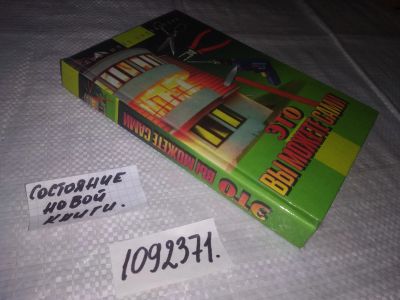 ЭТО
ВЫ МОЖЕТЕ САМИ
ЭТО ВЫ МОЖЕТЕ САМИ
СОСТОЯНИЕ
НОВОЙ
КНИГИ.
1092371.